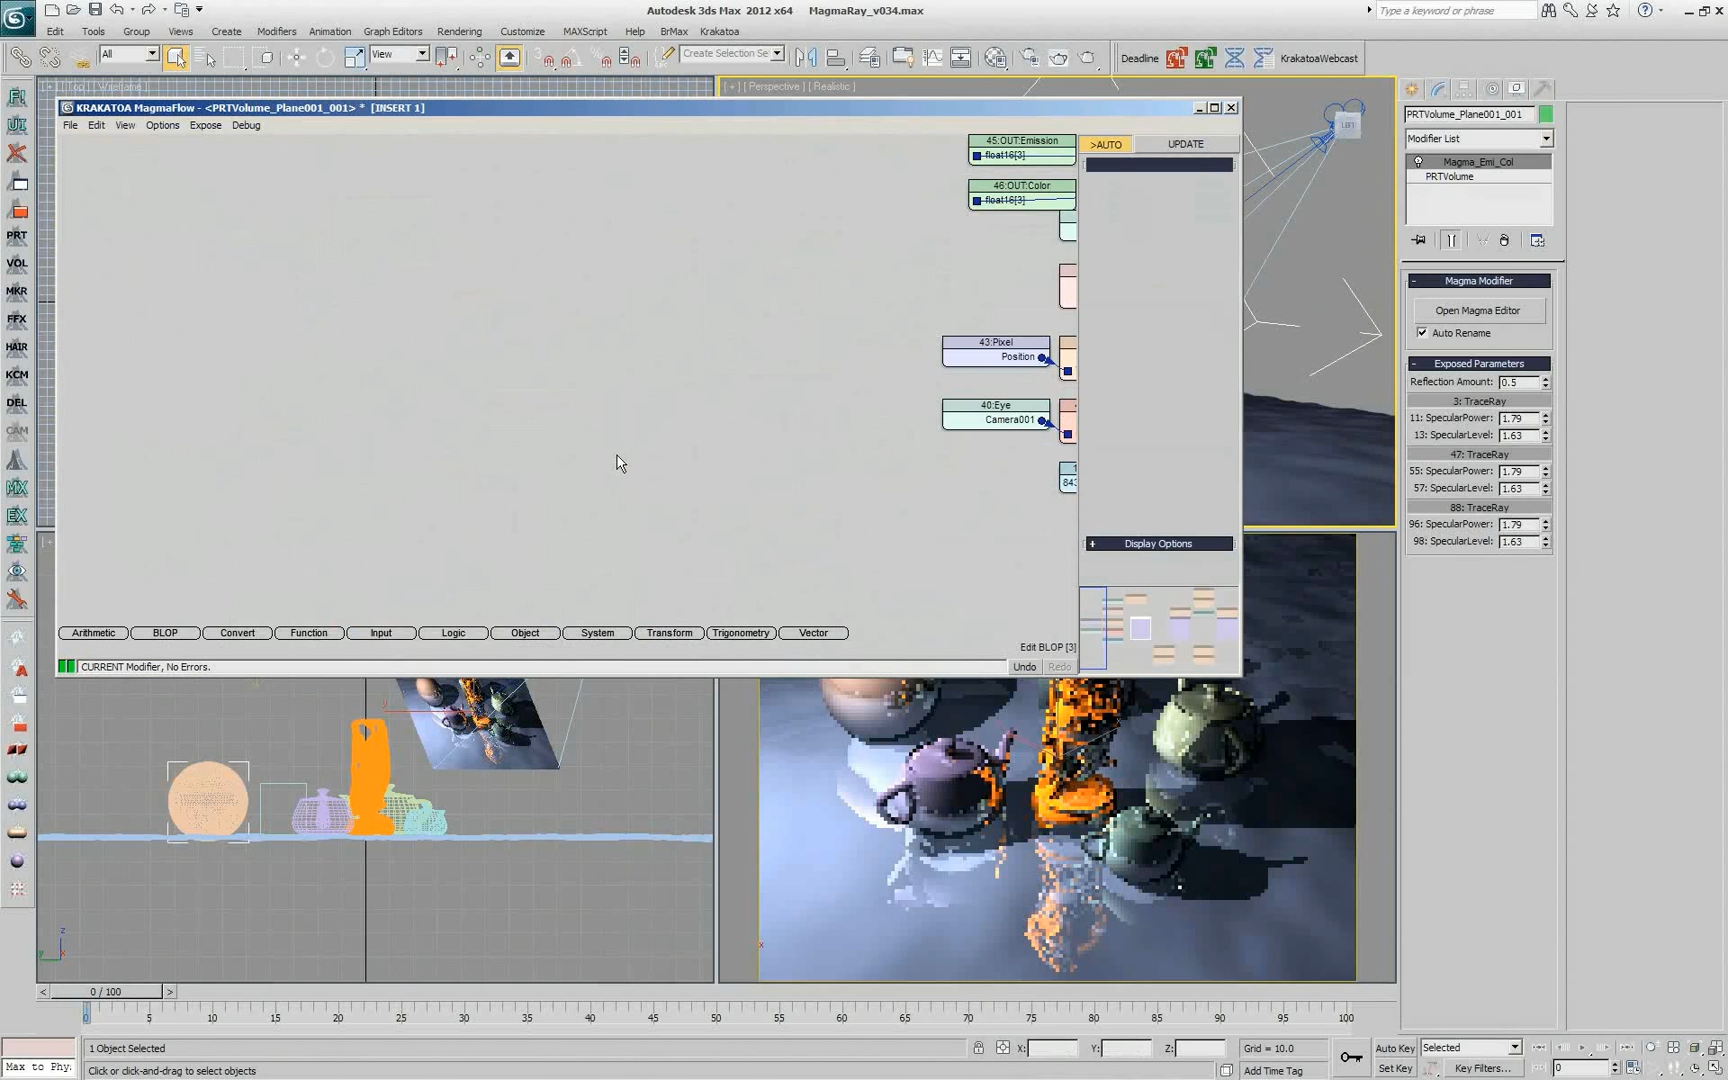 Autodesk 3ds Max 2012 x64 MagmaRay_v034.max
Type a keyword or phrase
Edit Tools Group Views Create Modifiers Animation Graph Editors Rendering Customize MAXScript Help BrMax Krakatoa
All View Create Selection Se Deadline KrakatoaWebcast
[ + ] [ Perspective ] [ Realistic ]
KRAKATOA MagmaFlow - <PRTVolume_Plane001_001> * [INSERT 1]
File Edit View Options Expose Debug
45:OUT:Emission
float16[3]
46:OUT:Color
float16[3]
43:Pixel
Position
40:Eye
Camera001
843
>AUTO UPDATE
+ Display Options
Arithmetic BLOP Convert Function Input Logic Object System Transform Trigonometry Vector
Edit BLOP [3]
CURRENT Modifier, No Errors.
Undo Redo
PRTVolume_Plane001_001
Modifier List
Magma_Emi_Col
PRTVolume
- Magma Modifier
Open Magma Editor
Auto Rename
- Exposed Parameters
Reflection Amount: 0.5
3: TraceRay
11: SpecularPower: 1.79
13: SpecularLevel: 1.63
47: TraceRay
55: SpecularPower: 1.79
57: SpecularLevel: 1.63
88: TraceRay
96: SpecularPower: 1.79
98: SpecularLevel: 1.63
UI
PRT
VOL
MKR
FFX
HAIR
KCM
DEL
CAM
MX
EX
LEFT
z
y
x
< 0 / 100 >
0 5 10 15 20 25 30 35 40 45 50 55 60 65 70 75 80 85 90 95 100
1 Object Selected X: Y: Z: Grid = 10.0 Auto Key Selected
Max to Phy. Click or click-and-drag to select objects Add Time Tag Set Key Key Filters... 0